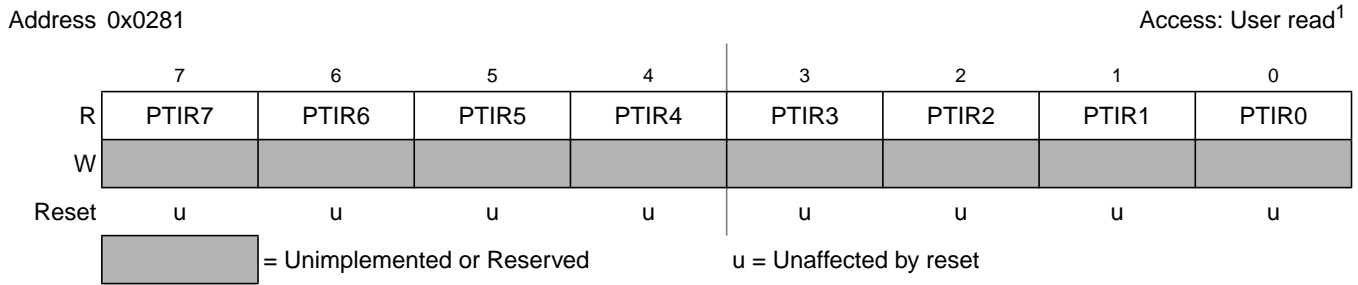 Address 0x0281 Access: User read1
7 6 5 4 3 2 1 0
R PTIR7 PTIR6 PTIR5 PTIR4 PTIR3 PTIR2 PTIR1 PTIR0
W
Reset u u u u u u u u
= Unimplemented or Reserved u = Unaffected by reset